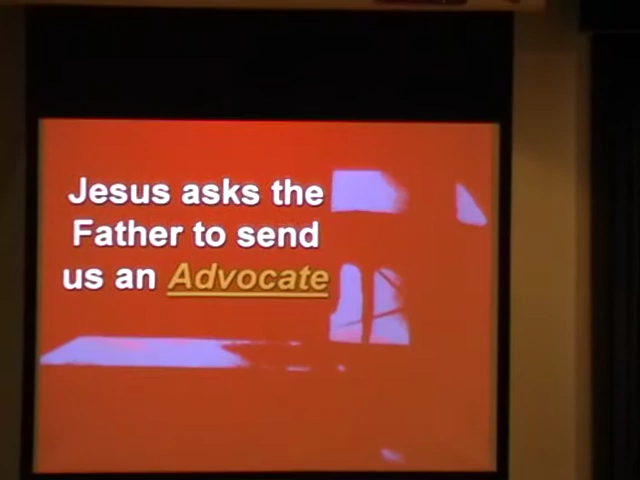 Jesus asks the
Father to send
us an Advocate